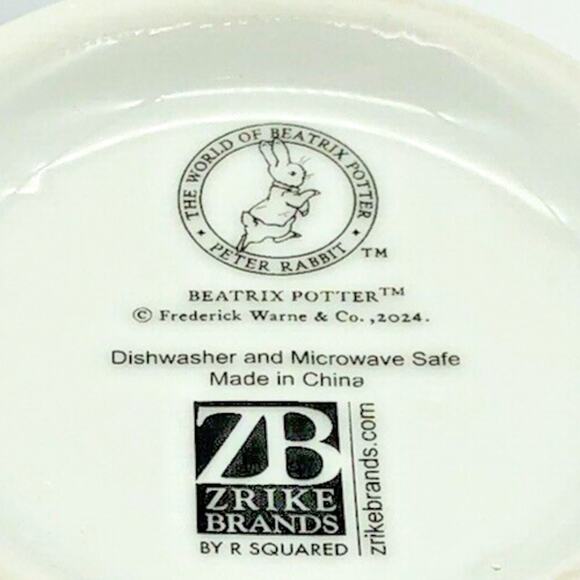 THE WORLD OF BEATRIX POTTER
PETER RABBIT
TM
BEATRIX POTTER™
© Frederick Warne & Co. ,2024.
Dishwasher and Microwave Safe
Made in China
ZB
ZRIKE
BRANDS
BY R SQUARED
zrikebrands.com